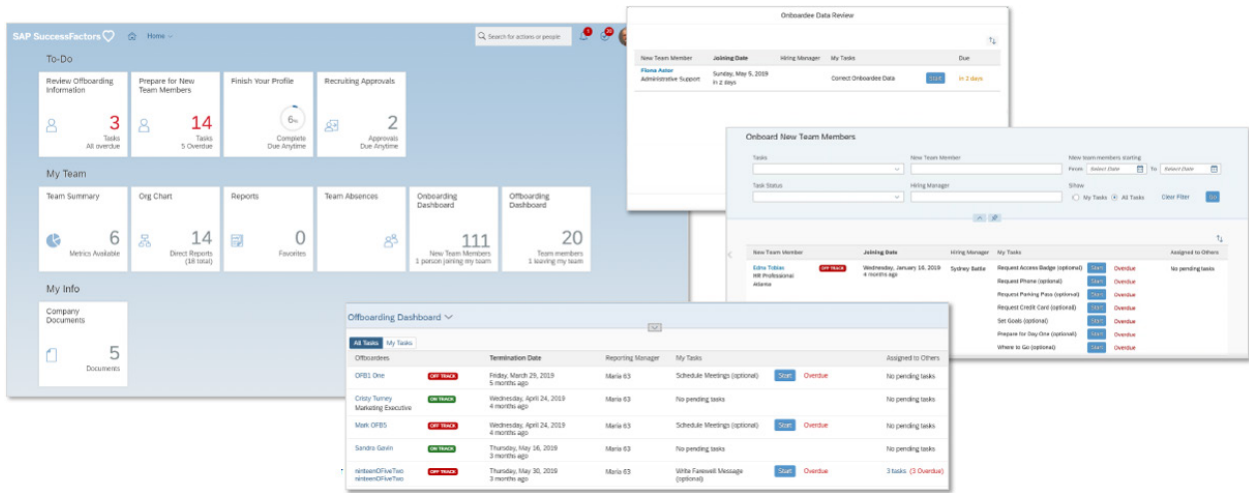 SAP SuccessFactors
Home
Search for actions or people
To-Do
Review Offboarding Information
3
Tasks
All overdue
Prepare for New Team Members
14
Tasks
5 Overdue
Finish Your Profile
6%
Complete
Due Anytime
Recruiting Approvals
2
Approvals
Due Anytime
My Team
Team Summary
6
Metrics Available
Org Chart
14
Direct Reports
(18 total)
Reports
0
Favorites
Team Absences
Onboarding Dashboard
111
New Team Members
1 person joining my team
Offboarding Dashboard
20
Team members
1 leaving my team
My Info
Company Documents
5
Documents
Onboardee Data Review
New Team Member Joining Date Hiring Manager My Tasks Due
Fiona Aster
Administrative Support
Sunday, May 5, 2019
in 2 days
Correct Onboardee Data Start in 2 days
Onboard New Team Members
Tasks
New Team Member
New team members starting
From Select Date To Select Date
Task Status
Hiring Manager
Show
My Tasks All Tasks Clear Filter Go
New Team Member Joining Date Hiring Manager My Tasks Assigned to Others
Edno Tobias
HR Professional
Atlanta
OFF TRACK
Wednesday, January 16, 2019
4 months ago
Sydney Battle
Request Access Badge (optional) Start Overdue
No pending tasks
Request Phone (optional) Start Overdue
Request Parking Pass (optional) Start Overdue
Request Credit Card (optional) Start Overdue
Set Goals (optional) Start Overdue
Prepare for Day One (optional) Start Overdue
Where to Go (optional) Start Overdue
Offboarding Dashboard
All Tasks My Tasks
Offboardees Termination Date Reporting Manager My Tasks Assigned to Others
OFB1 One OFF TRACK Friday, March 29, 2019 Maria 63 Schedule Meetings (optional) Start Overdue No pending tasks
5 months ago
Cristy Turney ON TRACK Wednesday, April 24, 2019 Maria 63 No pending tasks No pending tasks
Marketing Executive 4 months ago
Mark OFB5 OFF TRACK Wednesday, April 24, 2019 Maria 63 Schedule Meetings (optional) Start Overdue No pending tasks
4 months ago
Sandro Gavin ON TRACK Thursday, May 16, 2019 Maria 63 No pending tasks No pending tasks
3 months ago
ninteenOFiveTwo OFF TRACK Thursday, May 30, 2019 Maria 63 Write Farewell Message Start Overdue 3 tasks (3 Overdue)
ninteenOFiveTwo 3 months ago (optional)